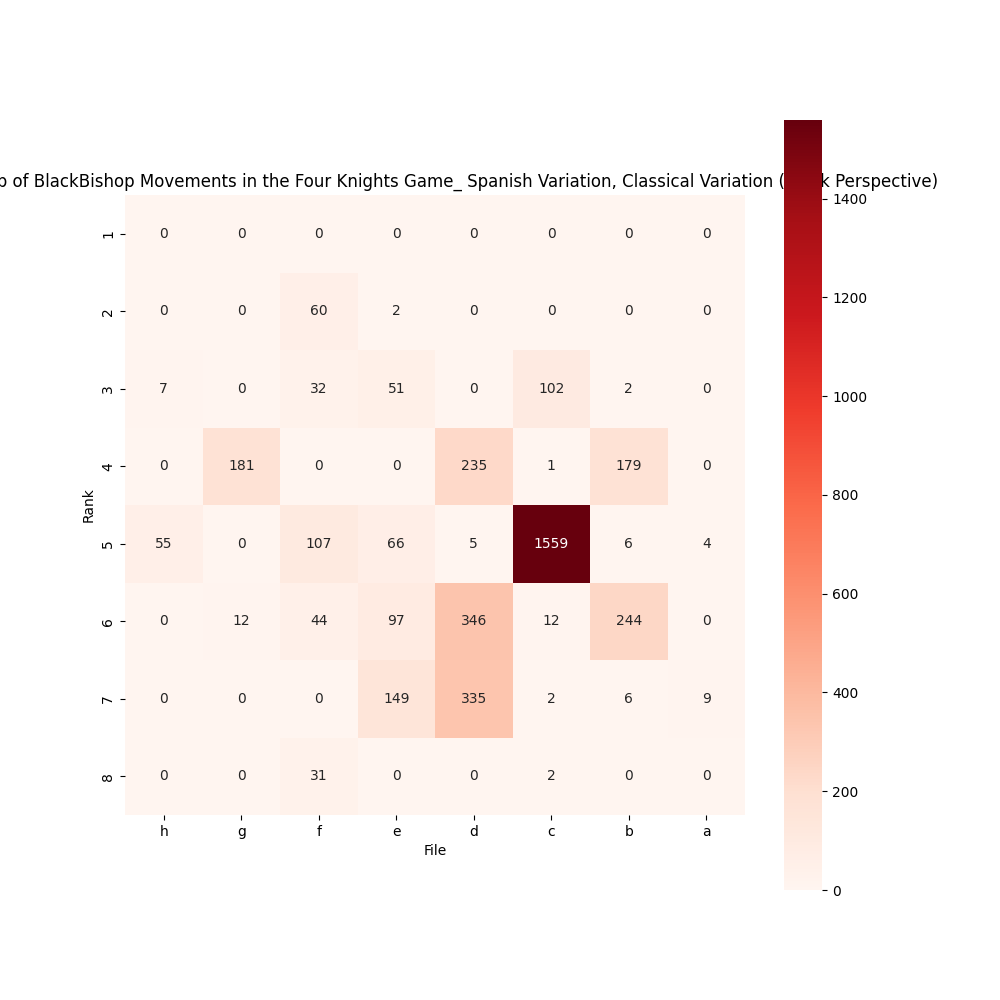 of BlackBishop Movements in the Four Knights Game_ Spanish Variation, Classical Variation ( Perspective)
1400
1 0 0 0 0 0 0 0 0
1200
2 0 0 60 2 0 0 0 0
3 7 0 32 51 0 102 2 0
1000
4 0 181 0 0 235 1 179 0
800
Rank
5 55 0 107 66 5 1559 6 4
600
6 0 12 44 97 346 12 244 0
400
7 0 0 0 149 335 2 6 9
200
8 0 0 31 0 0 2 0 0
h g f e d c b a
File
0